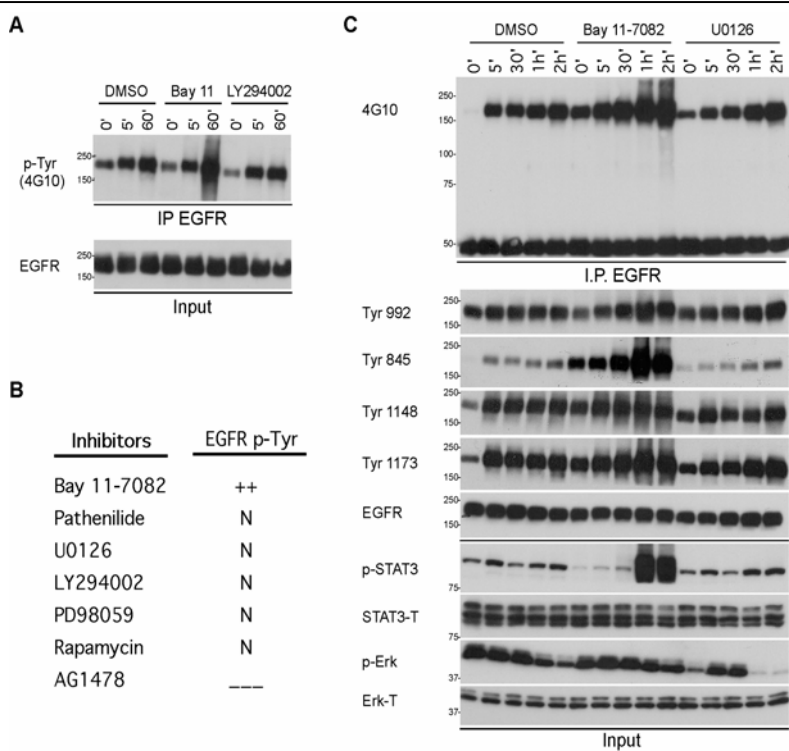 A
DMSO Bay 11 LY294002
0' 5' 60' 0' 5' 60' 0' 5' 60'
p-Tyr
(4G10)
250-
150-
IP EGFR
EGFR
250-
150-
Input
B
Inhibitors EGFR p-Tyr
Bay 11-7082 ++
Pathenilide N
U0126 N
LY294002 N
PD98059 N
Rapamycin N
AG1478 ---
C
DMSO Bay 11-7082 U0126
0' 5' 30' 1h' 2h' 0' 5' 30' 1h' 2h' 0' 5' 30' 1h' 2h'
4G10
250-
150-
100-
75-
50-
I.P. EGFR
Tyr 992
250-
150-
Tyr 845
250-
150-
Tyr 1148
250-
150-
Tyr 1173
250-
150-
EGFR
250-
150-
p-STAT3
75-
STAT3-T
75-
p-Erk
37-
Erk-T
37-
Input